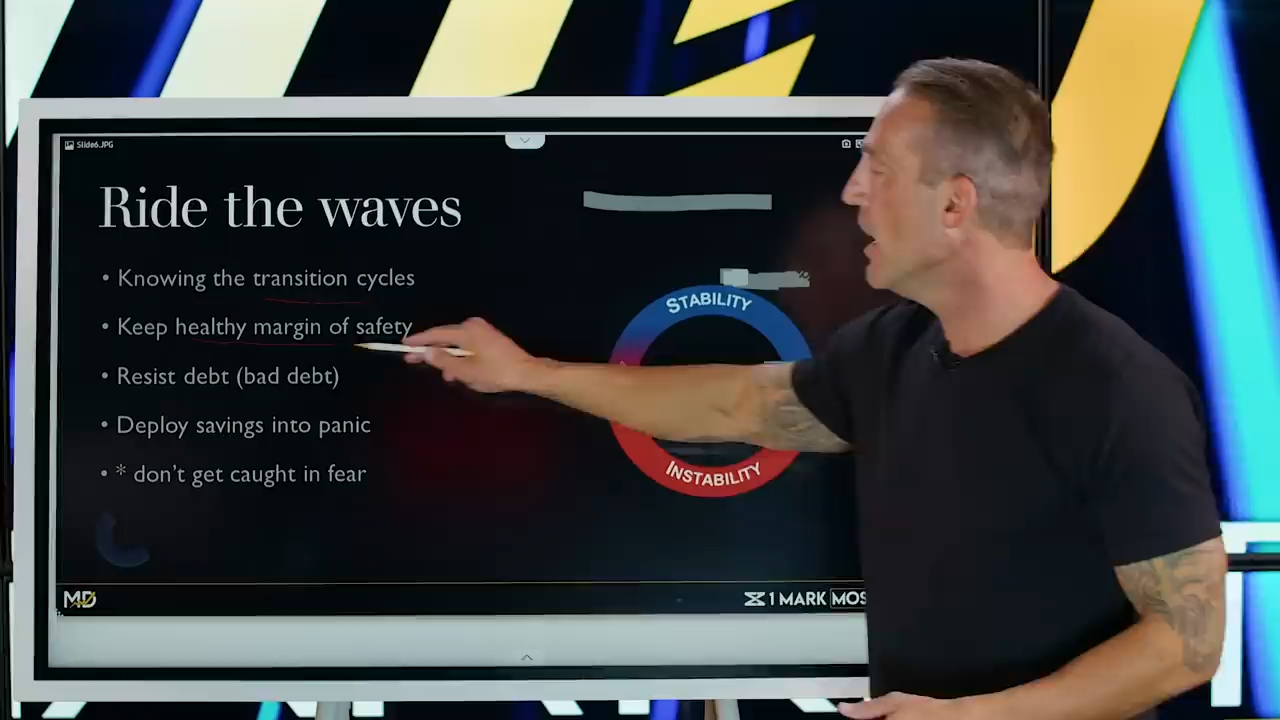 Slide6.JPG
Ride the waves
• Knowing the transition cycles
• Keep healthy margin of safety
• Resist debt (bad debt)
• Deploy savings into panic
• * don't get caught in fear
STABILITY
INSTABILITY
MD
1 MARK MOS